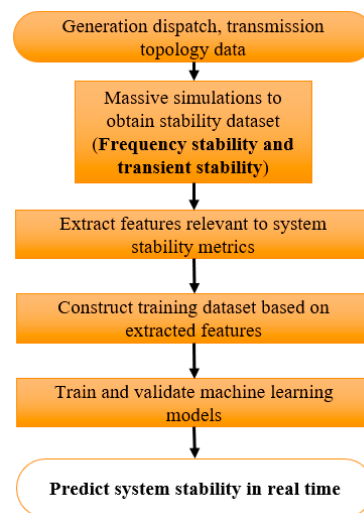 Generation dispatch, transmission
topology data
Massive simulations to
obtain stability dataset
(Frequency stability and
transient stability)
Extract features relevant to system
stability metrics
Construct training dataset based on
extracted features
Train and validate machine learning
models
Predict system stability in real time